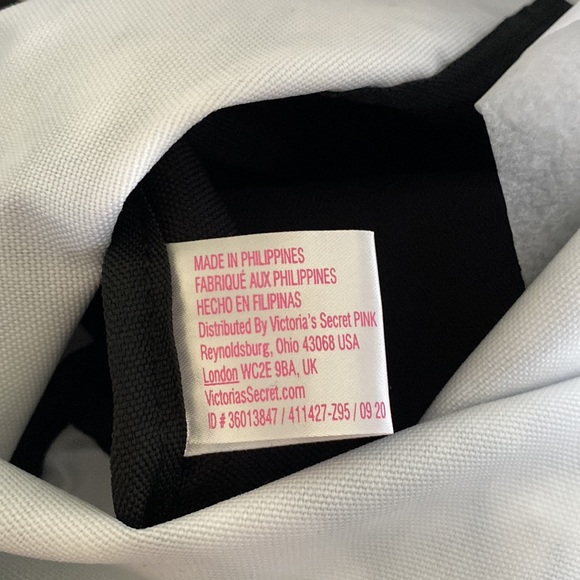 MADE IN PHILIPPINES
FABRIQUÉ AUX PHILIPPINES
HECHO EN FILIPINAS
Distributed By Victoria's Secret PINK
Reynoldsburg, Ohio 43068 USA
London WC2E 9BA, UK
VictoriasSecret.com
ID # 36013847 / 411427-Z95 / 09 20